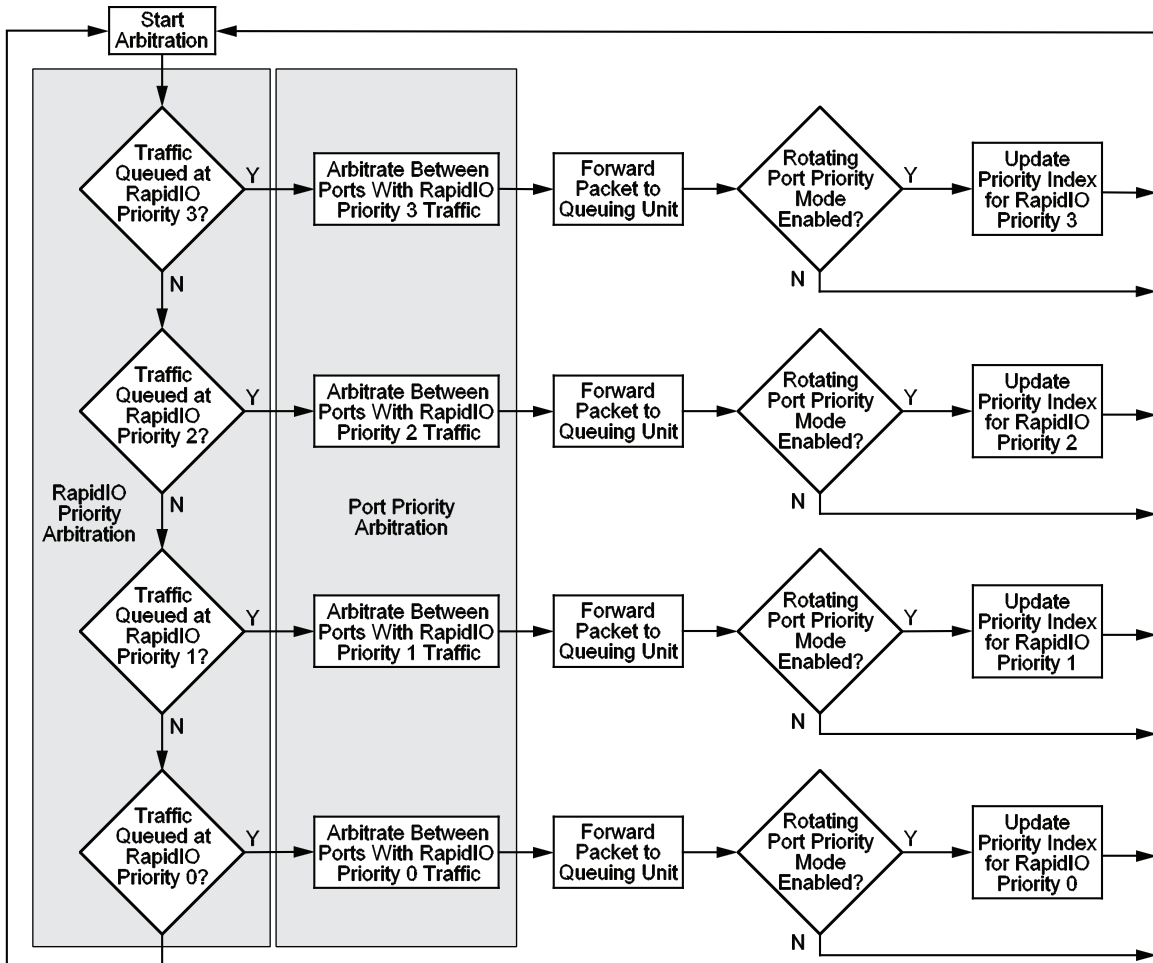 Start
Arbitration
Traffic
Queued at
RapidIO
Priority 3?
Y
N
Arbitrate Between
Ports With RapidIO
Priority 3 Traffic
Forward
Packet to
Queuing Unit
Rotating
Port Priority
Mode
Enabled?
Y
N
Update
Priority Index
for RapidIO
Priority 3
Traffic
Queued at
RapidIO
Priority 2?
Y
N
Arbitrate Between
Ports With RapidIO
Priority 2 Traffic
Forward
Packet to
Queuing Unit
Rotating
Port Priority
Mode
Enabled?
Y
N
Update
Priority Index
for RapidIO
Priority 2
RapidIO
Priority
Arbitration
Port Priority
Arbitration
Traffic
Queued at
RapidIO
Priority 1?
Y
N
Arbitrate Between
Ports With RapidIO
Priority 1 Traffic
Forward
Packet to
Queuing Unit
Rotating
Port Priority
Mode
Enabled?
Y
N
Update
Priority Index
for RapidIO
Priority 1
Traffic
Queued at
RapidIO
Priority 0?
Y
Arbitrate Between
Ports With RapidIO
Priority 0 Traffic
Forward
Packet to
Queuing Unit
Rotating
Port Priority
Mode
Enabled?
Y
N
Update
Priority Index
for RapidIO
Priority 0